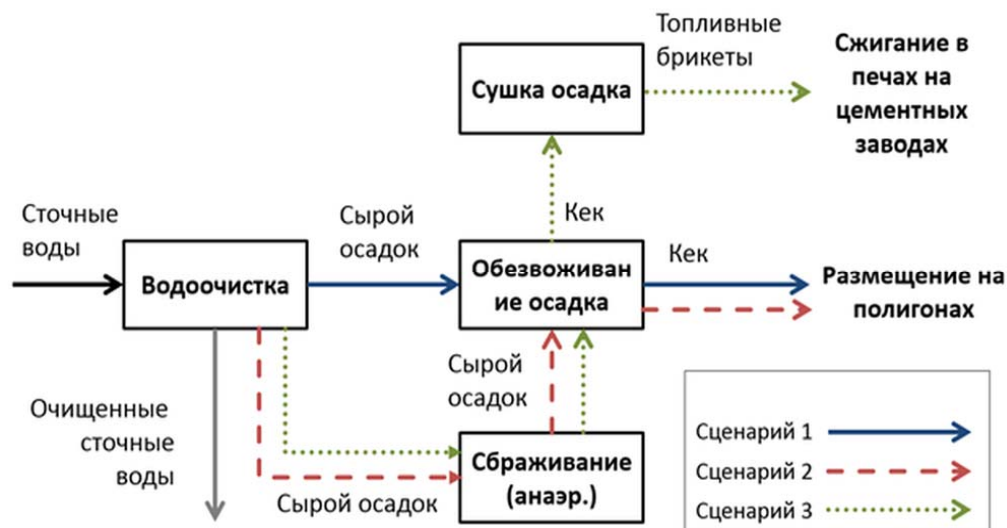 Топливные
брикеты
Сжигание в
печах на
цементных
заводах
Сушка осадка
Сточные
воды
Сырой
осадок
Кек
Кек
Водоочистка
Обезвоживан
ие осадка
Размещение на
полигонах
Сырой
осадок
Очищенные
сточные
воды
Сырой осадок
Сбраживание
(анаэр.)
Сценарий 1
Сценарий 2
Сценарий 3